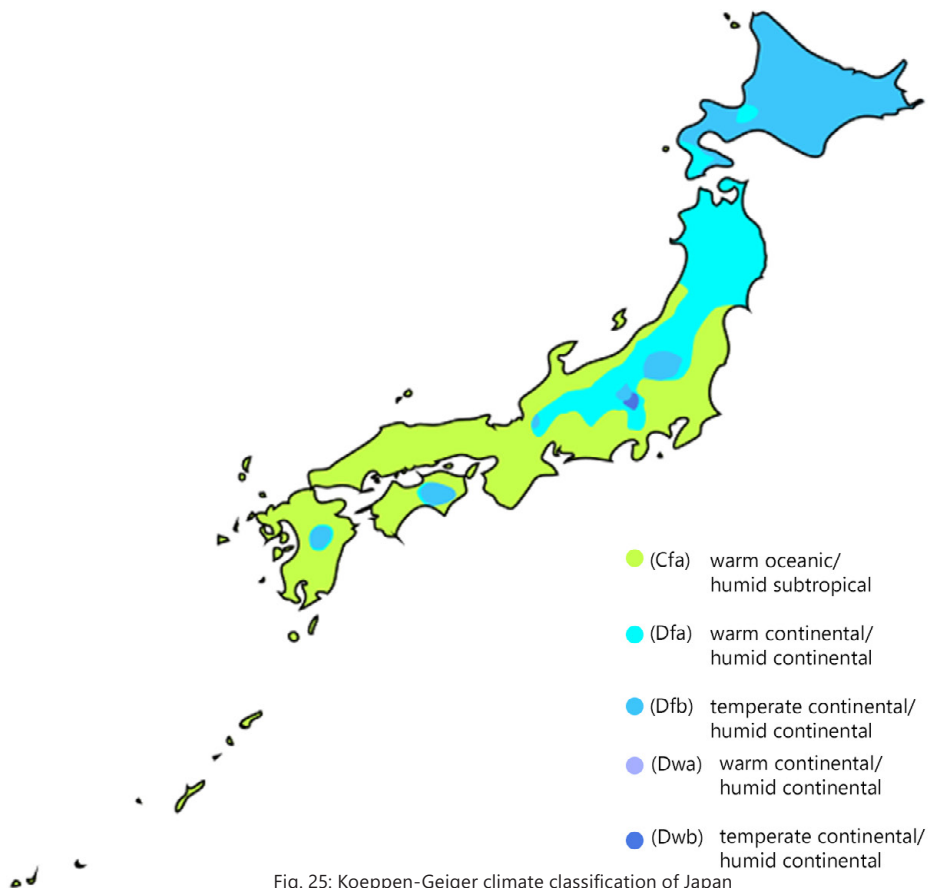 (Cfa) warm oceanic/
humid subtropical
(Dfa) warm continental/
humid continental
(Dfb) temperate continental/
humid continental
(Dwa) warm continental/
humid continental
(Dwb) temperate continental/
humid continental
Fig. 25: Koeppen-Geiger climate classification of Japan